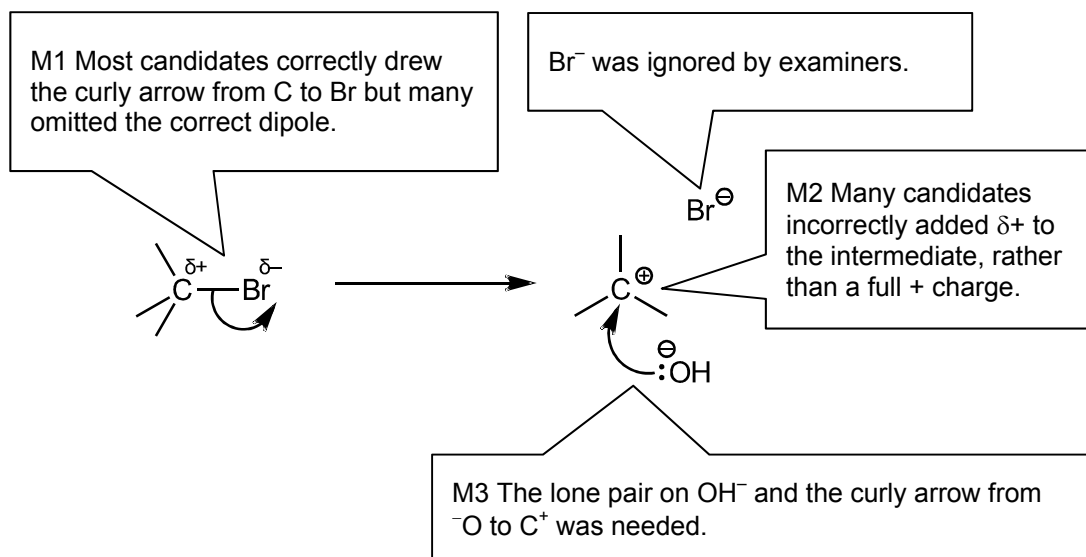 M1 Most candidates correctly drew
the curly arrow from C to Br but many
omitted the correct dipole.
Br⁻ was ignored by examiners.
M2 Many candidates
incorrectly added δ+ to
the intermediate, rather
than a full + charge.
Br⊖
δ+ δ−
C Br
C⊕
⊖
:OH
M3 The lone pair on OH⁻ and the curly arrow from
⁻O to C⁺ was needed.